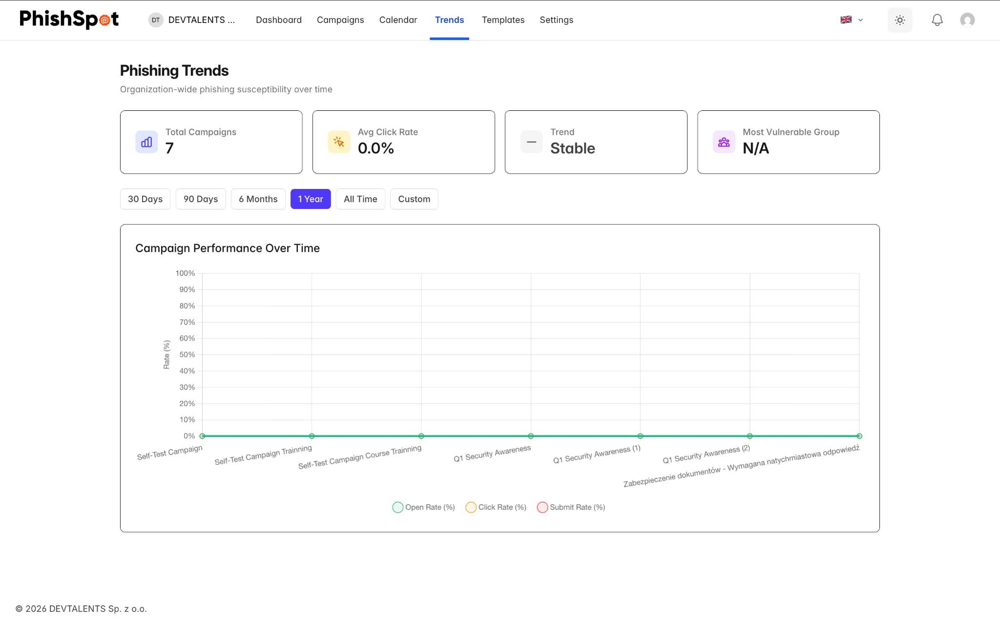 PhishSpot
DT DEVTALENTS ... Dashboard Campaigns Calendar Trends Templates Settings
Phishing Trends
Organization-wide phishing susceptibility over time
Total Campaigns
7
Avg Click Rate
0.0%
Trend
Stable
Most Vulnerable Group
N/A
30 Days 90 Days 6 Months 1 Year All Time Custom
Campaign Performance Over Time
100%
90%
80%
70%
60%
50%
40%
30%
20%
10%
0%
Rate (%)
Self-Test Campaign
Self-Test Campaign Trainning
Self-Test Campaign Course Trainning
Q1 Security Awareness
Q1 Security Awareness (1)
Q1 Security Awareness (2)
Zabezpieczenie dokumentów - Wymagana natychmiastowa odpowiedź
Open Rate (%) Click Rate (%) Submit Rate (%)
© 2026 DEVTALENTS Sp. z o.o.